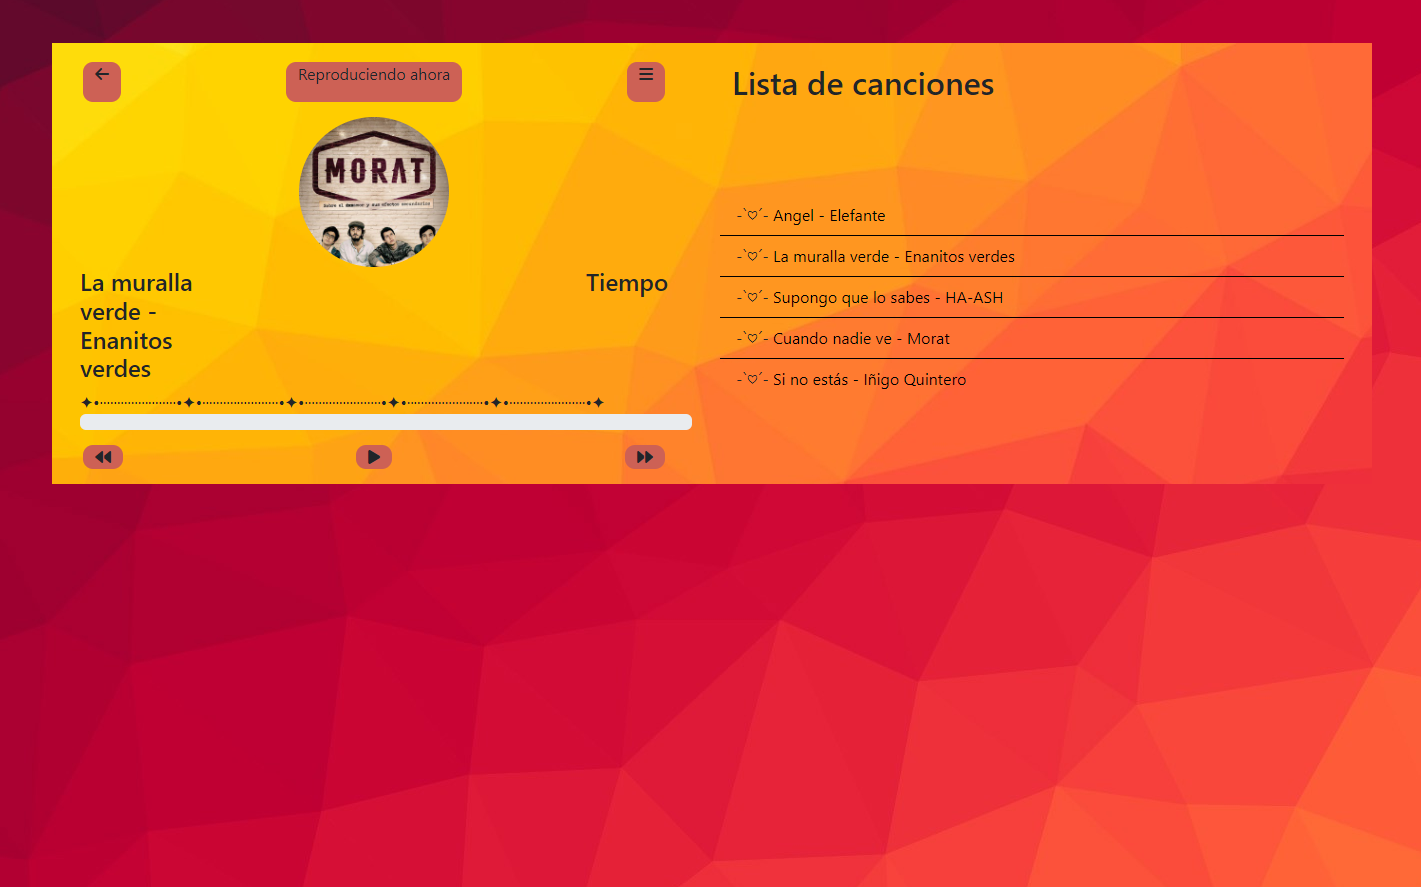 Reproduciendo ahora
MORAT
La muralla
verde -
Enanitos
verdes
Tiempo
✦•······················•✦•······················•✦•······················•✦•······················•✦•······················•✦
Lista de canciones
-`♡´- Angel - Elefante
-`♡´- La muralla verde - Enanitos verdes
-`♡´- Supongo que lo sabes - HA-ASH
-`♡´- Cuando nadie ve - Morat
-`♡´- Si no estás - Iñigo Quintero